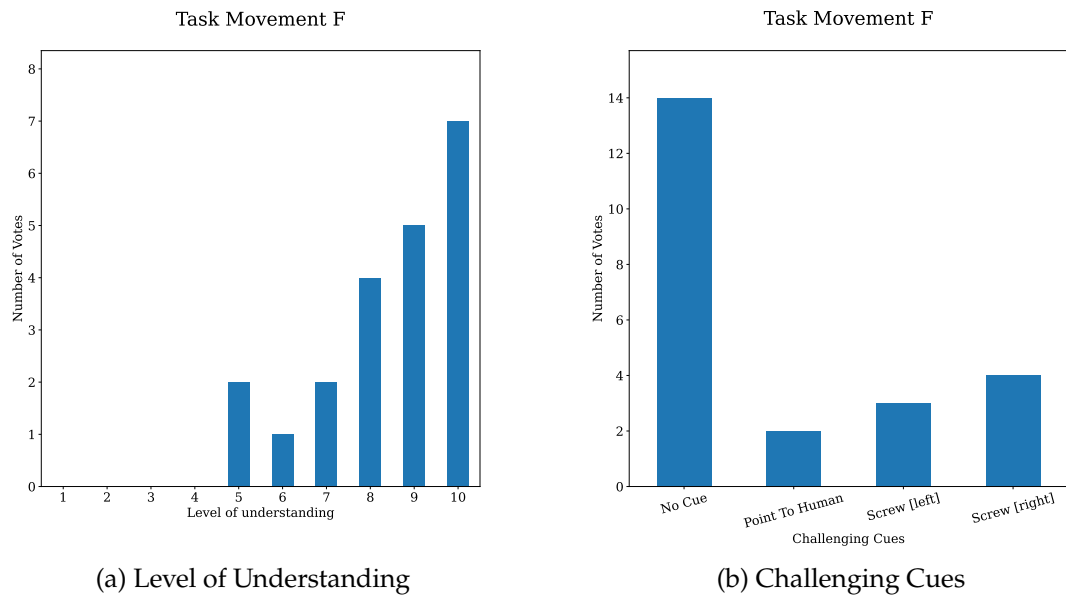 Task Movement F
8
7
6
5
4
3
2
1
0
Number of Votes
1 2 3 4 5 6 7 8 9 10
Level of understanding
(a) Level of Understanding
Task Movement F
14
12
10
8
6
4
2
0
Number of Votes
No Cue Point To Human Screw [left] Screw [right]
Challenging Cues
(b) Challenging Cues